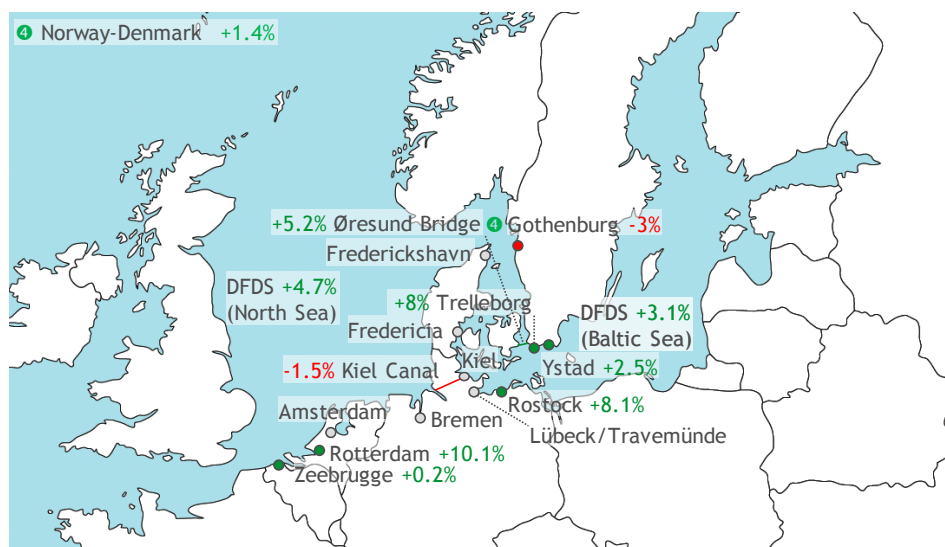 4 Norway-Denmark +1.4%
+5.2% Øresund Bridge
4 Gothenburg -3%
Frederickshavn
DFDS +4.7%
(North Sea)
+8% Trelleborg
DFDS +3.1%
(Baltic Sea)
Fredericia
-1.5% Kiel Canal
Kiel
Ystad +2.5%
Amsterdam
Bremen
Rostock +8.1%
Lübeck/Travemünde
Rotterdam +10.1%
Zeebrugge +0.2%